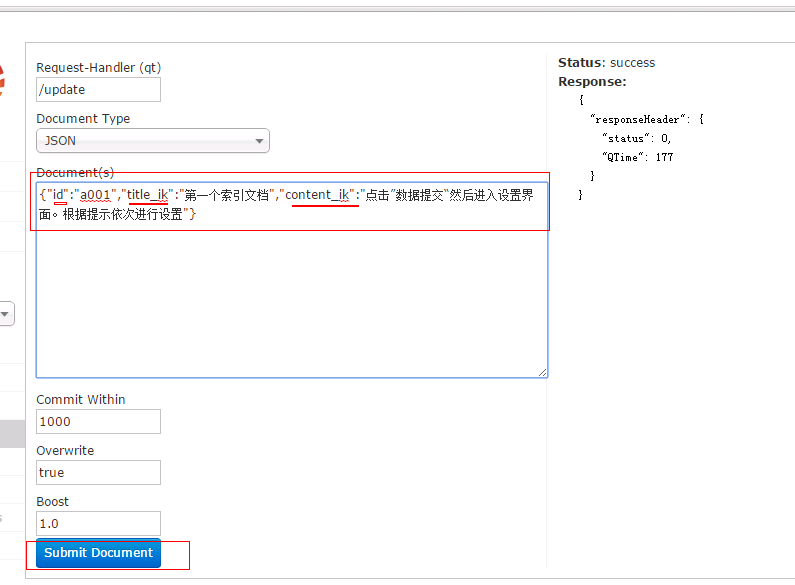 Request-Handler (qt)
/update
Document Type
JSON
Document(s)
{"id":"a001","title_ik":"第一个索引文档","content_ik":"点击”数据提交“然后进入设置界
面。根据提示依次进行设置"}
Commit Within
1000
Overwrite
true
Boost
1.0
Submit Document
Status: success
Response:
{
"responseHeader": {
"status": 0,
"QTime": 177
}
}